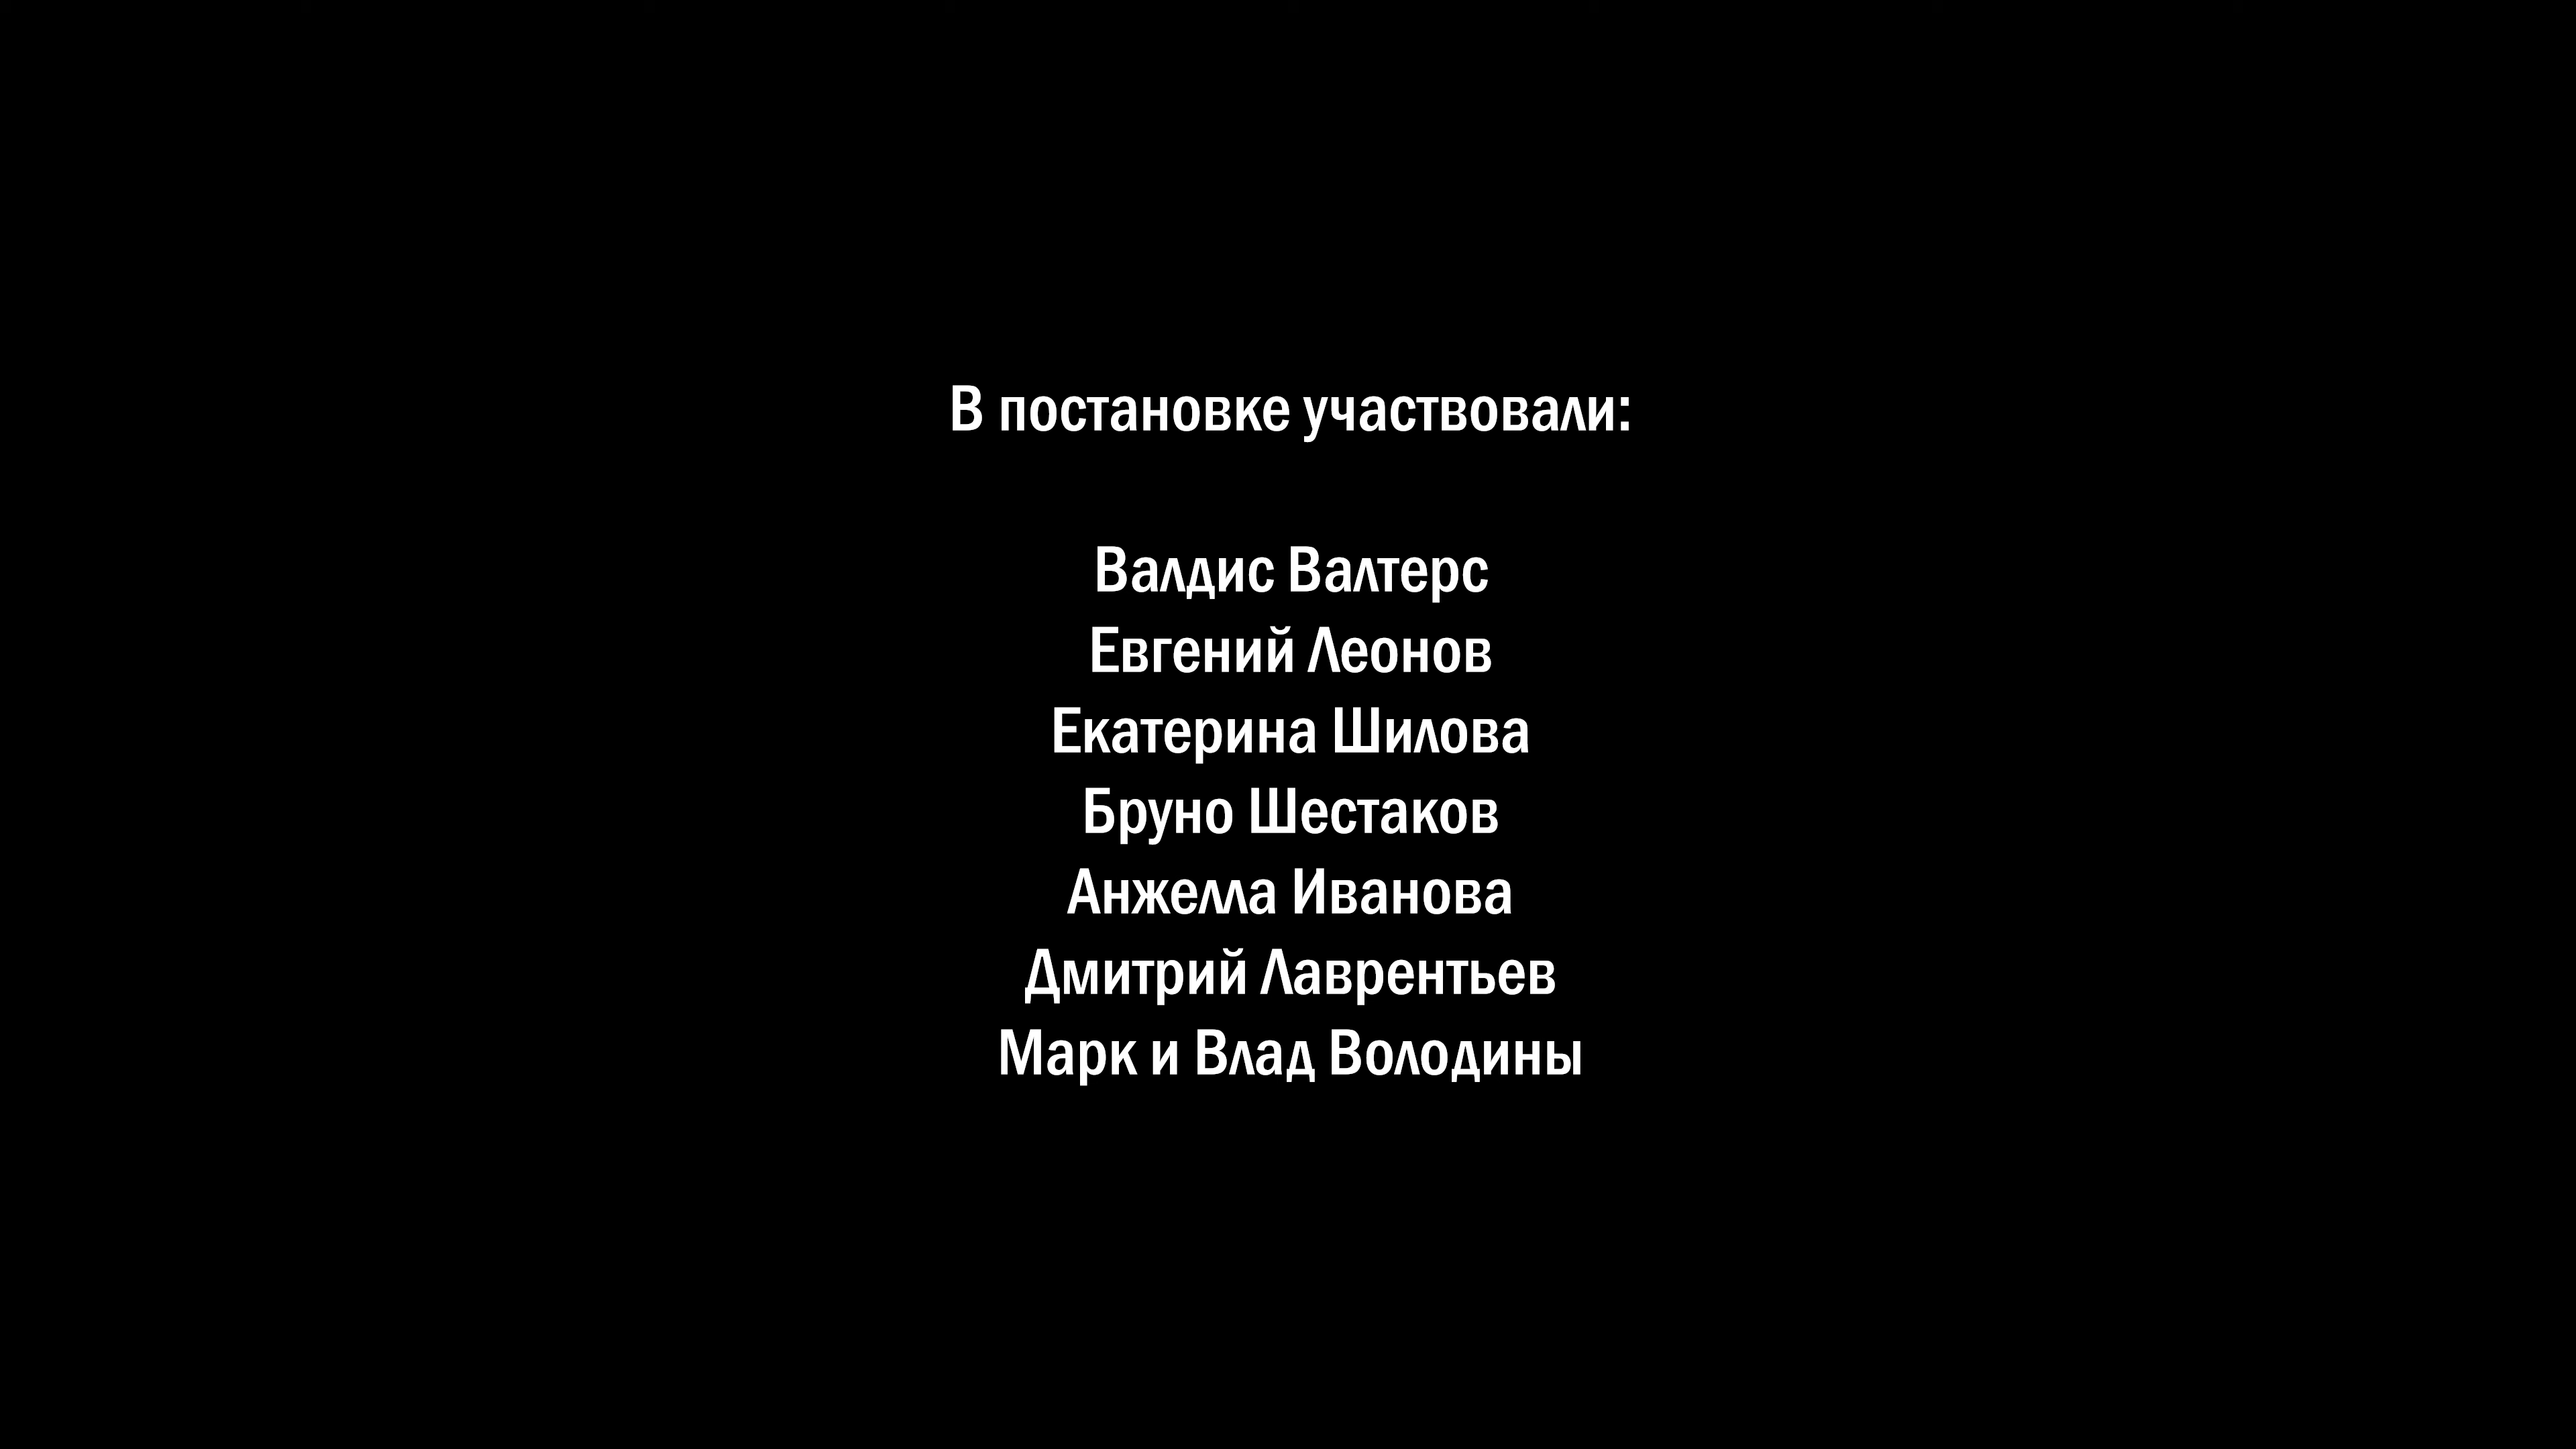 В постановке участвовали:
Валдис Валтерс
Евгений Леонов
Екатерина Шилова
Бруно Шестаков
Анжелла Иванова
Дмитрий Лаврентьев
Марк и Влад Володины